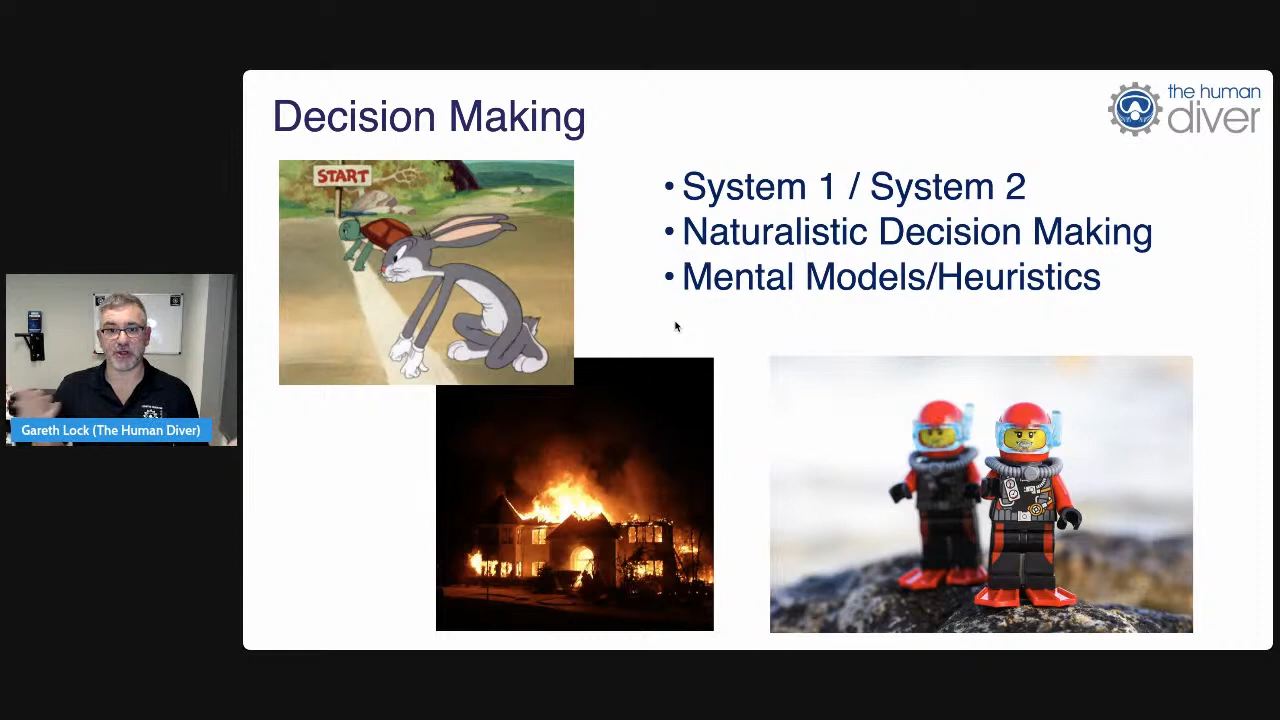 Decision Making
the human
diver
START
• System 1 / System 2
• Naturalistic Decision Making
• Mental Models/Heuristics
Gareth Lock (The Human Diver)